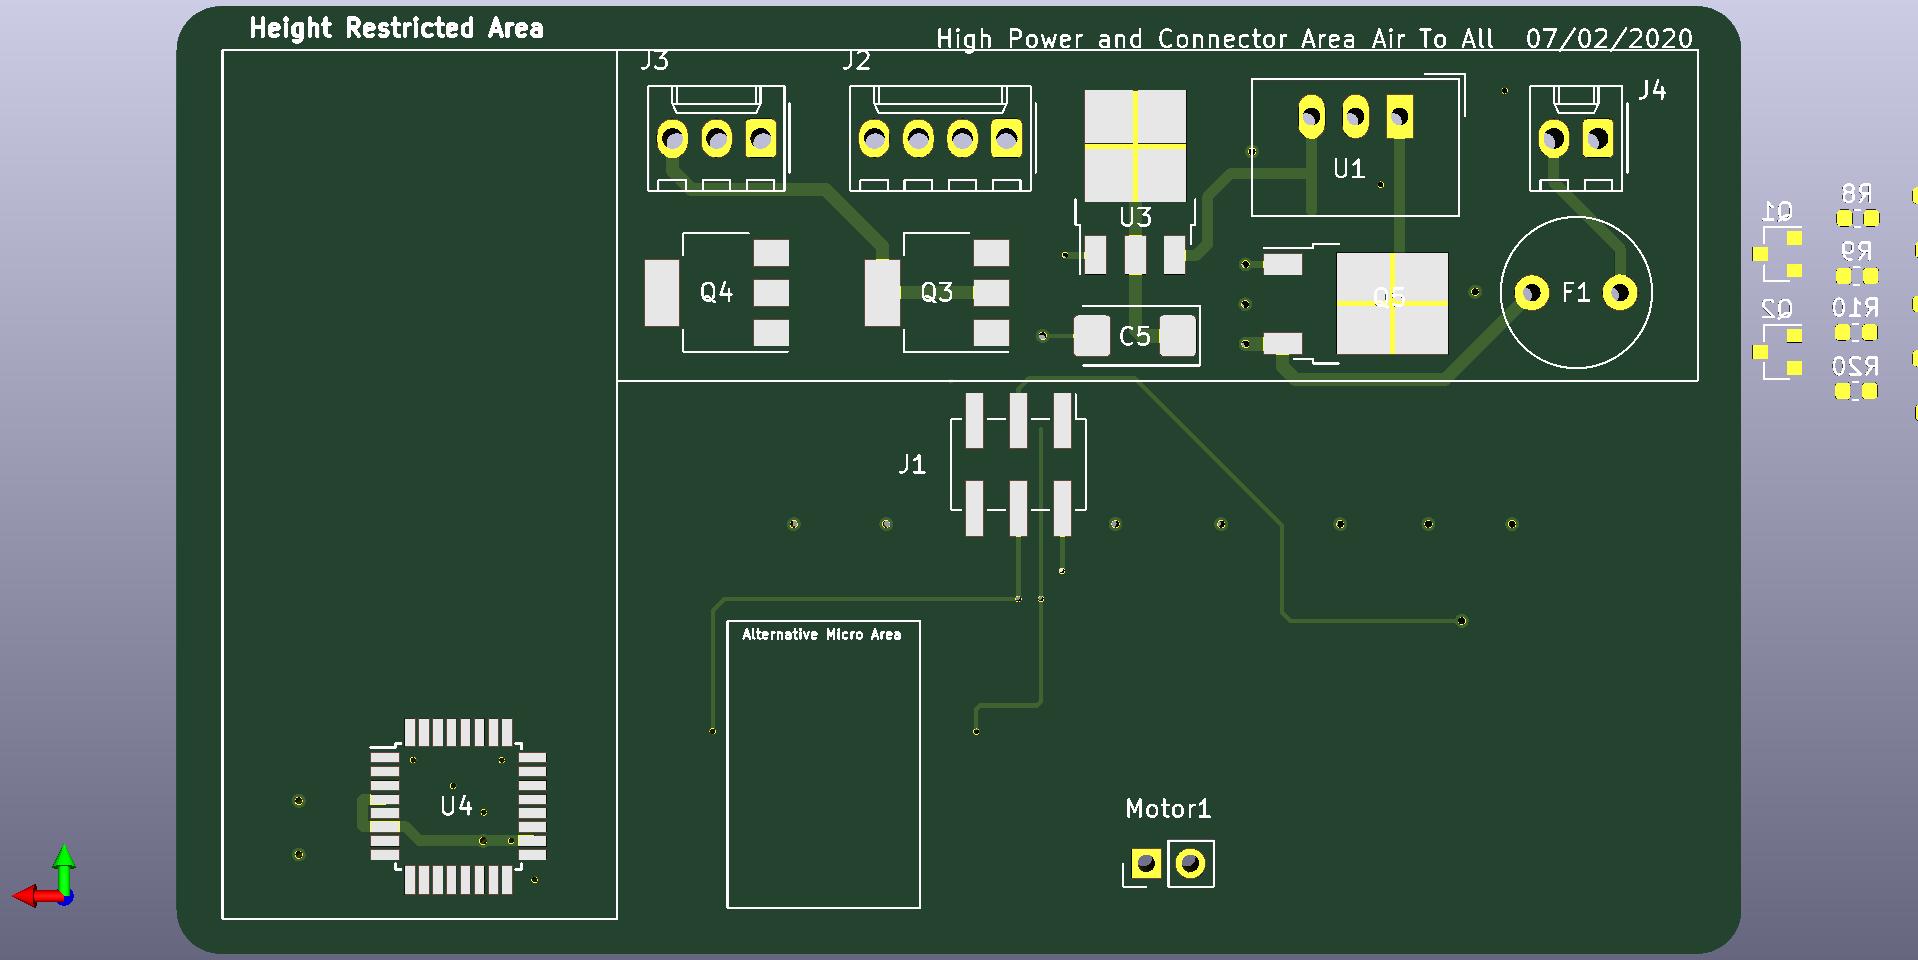 Height Restricted Area
High Power and Connector Area Air To All 07/02/2020
J3
J2
J4
U1
U3
R8
Q1
R9
Q4
Q3
Q5
F1
R10
Q2
C5
R20
J1
Alternative Micro Area
U4
Motor1